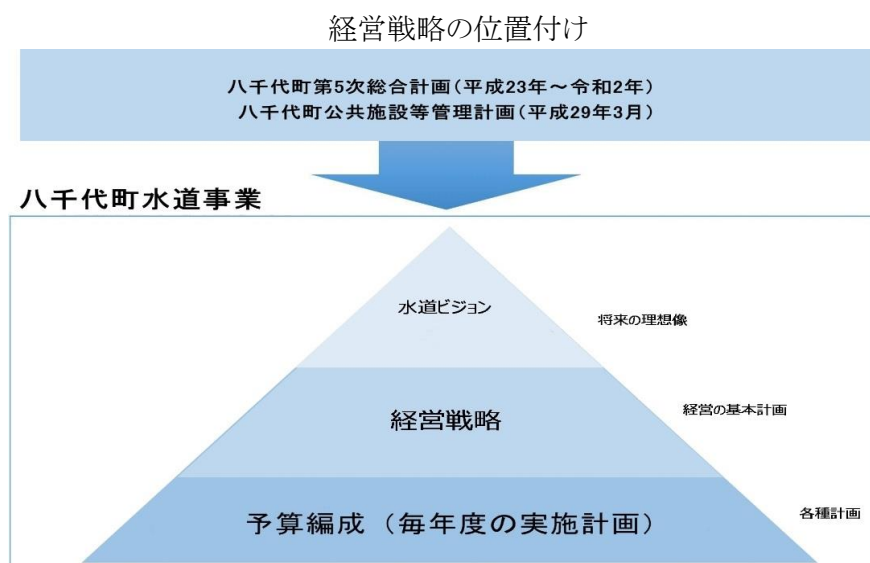 経営戦略の位置付け
八千代町第5次総合計画（平成23年～令和2年）
八千代町公共施設等管理計画（平成29年3月）
八千代町水道事業
水道ビジョン
将来の理想像
経営戦略
経営の基本計画
予算編成（毎年度の実施計画）
各種計画